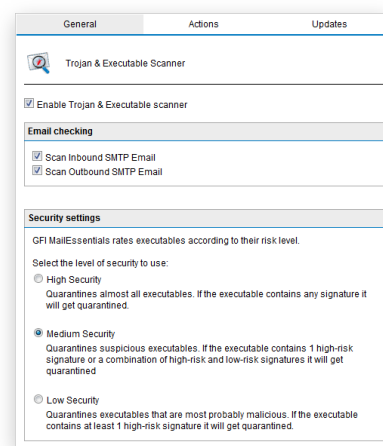 General Actions Updates
Trojan & Executable Scanner
Enable Trojan & Executable scanner
Email checking
Scan Inbound SMTP Email
Scan Outbound SMTP Email
Security settings
GFI MailEssentials rates executables according to their risk level.
Select the level of security to use:
High Security
Quarantines almost all executables. If the executable contains any signature it
will get quarantined.
Medium Security
Quarantines suspicious executables. If the executable contains 1 high-risk
signature or a combination of high-risk and low-risk signatures it will get
quarantined
Low Security
Quarantines executables that are most probably malicious. If the executable
contains at least 1 high-risk signature it will get quarantined.